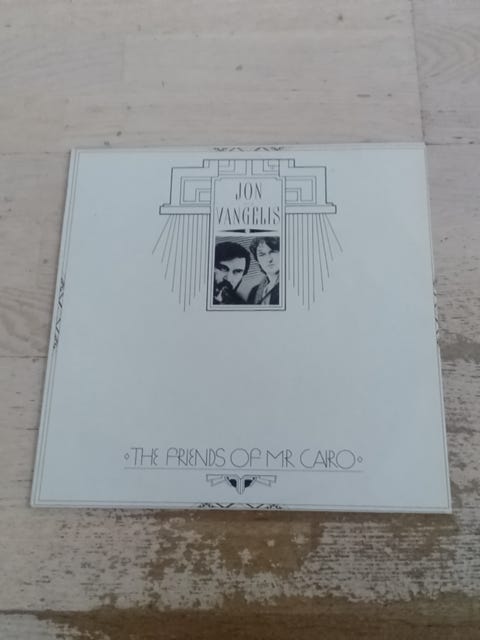 JON
VANGELIS
THE FRIENDS OF MR CAIRO